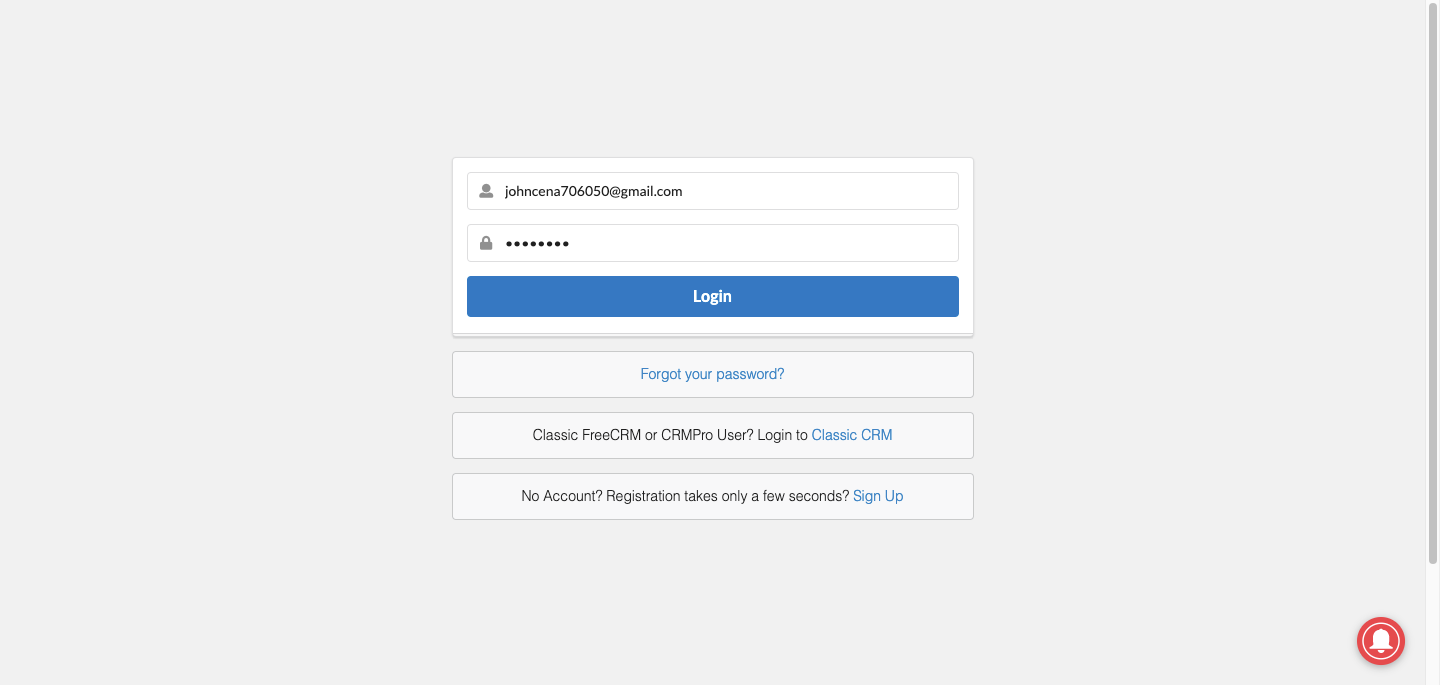 johncena706050@gmail.com
••••••••
Login
Forgot your password?
Classic FreeCRM or CRMPro User? Login to Classic CRM
No Account? Registration takes only a few seconds? Sign Up